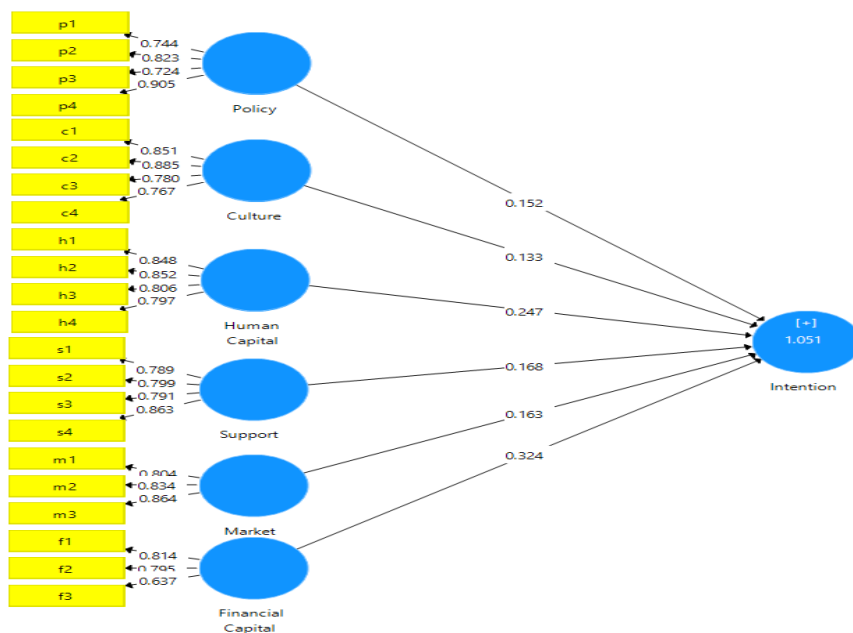 p1
p2
p3
p4
0.744
0.823
0.724
0.905
Policy
c1
c2
c3
c4
0.851
0.885
0.780
0.767
Culture
h1
h2
h3
h4
0.848
0.852
0.806
0.797
Human
Capital
s1
s2
s3
s4
0.789
0.799
0.791
0.863
Support
m1
m2
m3
0.804
0.834
0.864
Market
f1
f2
f3
0.814
0.795
0.637
Financial
Capital
0.152
0.133
0.247
0.168
0.163
0.324
[+]
1.051
Intention